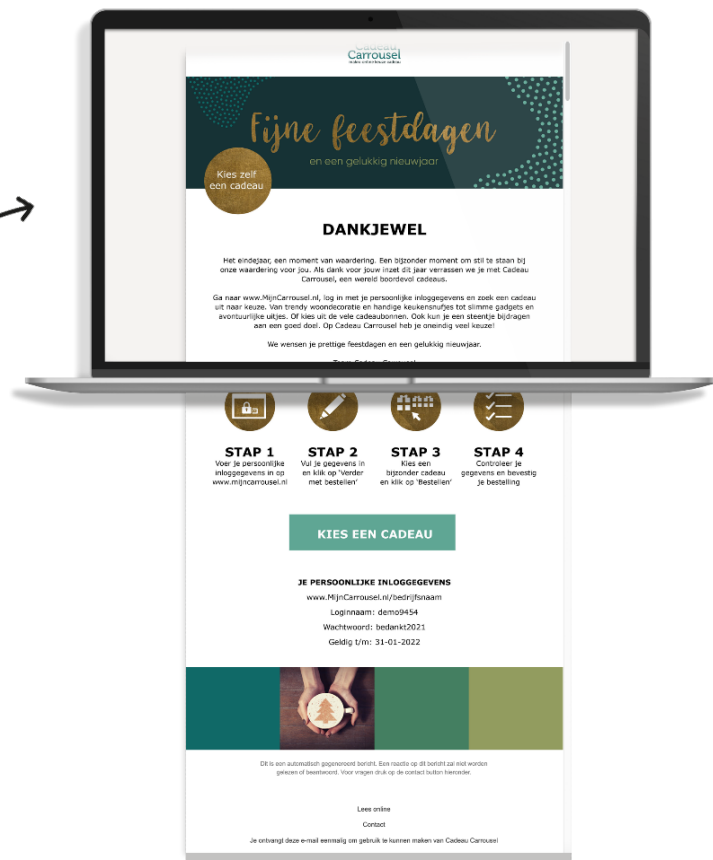 Cadeau
Carrousel
Fijne feestdagen
en een gelukkig nieuwjaar
Kies zelf
een cadeau
DANKJEWEL
Het eindejaar, een moment van waardering. Een bijzonder moment om stil te staan bij
onze waardering voor jou. Als dank voor jouw inzet dit jaar verrassen we je met Cadeau
Carrousel, een wereld boordevol cadeaus.
Ga naar www.MijnCarrousel.nl, log in met je persoonlijke inloggegevens en zoek een cadeau
uit naar keuze. Van trendy woondecoratie en handige keukensnufjes tot slimme gadgets en
avontuurlijke uitjes. Of kies uit de vele cadeaubonnen. Ook kun je een steentje bijdragen
aan een goed doel. Op Cadeau Carrousel heb je oneindig veel keuze!
We wensen je prettige feestdagen en een gelukkig nieuwjaar.
Team Cadeau Carrousel
STAP 1
Voer je persoonlijke
inloggegevens in op
www.mijncarrousel.nl
STAP 2
Vul je gegevens in
en klik op 'Verder
met bestellen'
STAP 3
Kies een
bijzonder cadeau
en klik op 'Bestellen'
STAP 4
Controleer je
gegevens en bevestig
je bestelling
KIES EEN CADEAU
JE PERSOONLIJKE INLOGGEGEVENS
www.MijnCarrousel.nl/bedrijfsnaam
Loginnaam: demo9454
Wachtwoord: bedankt2021
Geldig t/m: 31-01-2022
Dit is een automatisch gegenereerd bericht. Een reactie op dit bericht zal niet worden
gelezen of beantwoord. Voor vragen druk op de contact button hieronder.
Lees online
Contact
Je ontvangt deze e-mail eenmalig om gebruik te kunnen maken van Cadeau Carrousel